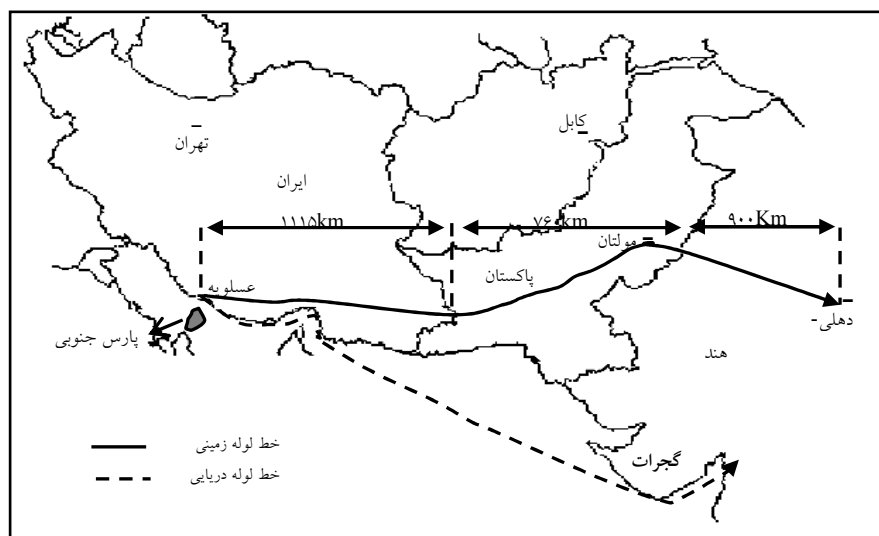 کابل
تهران
ایران
۱۱۱۵km
۷۶۰km
۹۰۰Km
مولتان
پاکستان
عسلویه
دهلی
پارس جنوبی
هند
گجرات
خط لوله زمینی
خط لوله دریایی